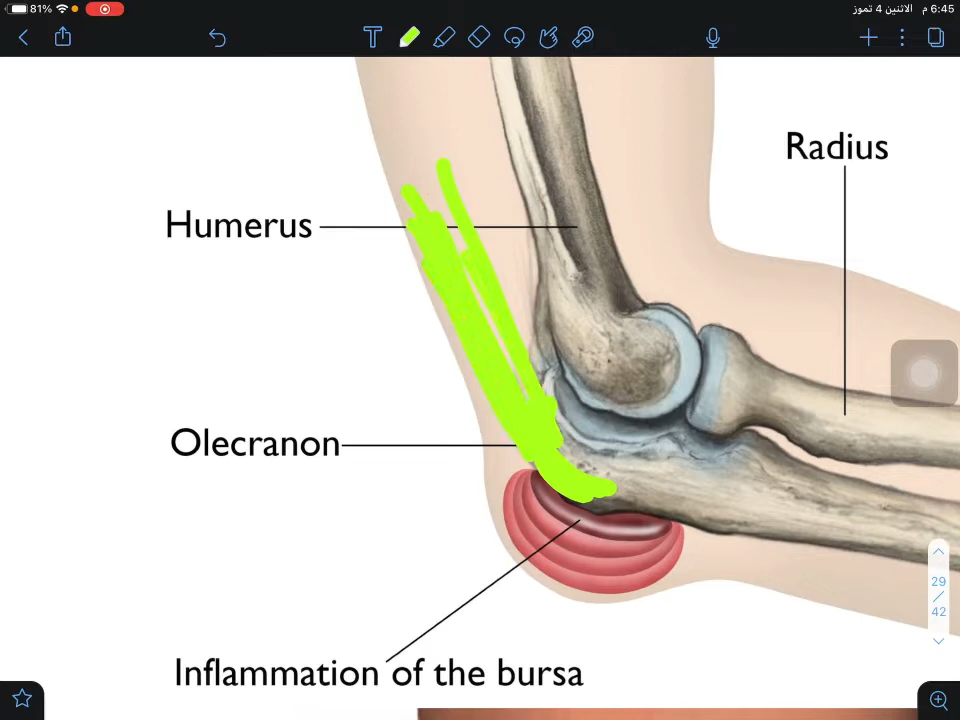 81%
الاثنين 4 تموز 6:45 م
T
Radius
Humerus
Olecranon
29
/
42
Inflammation of the bursa